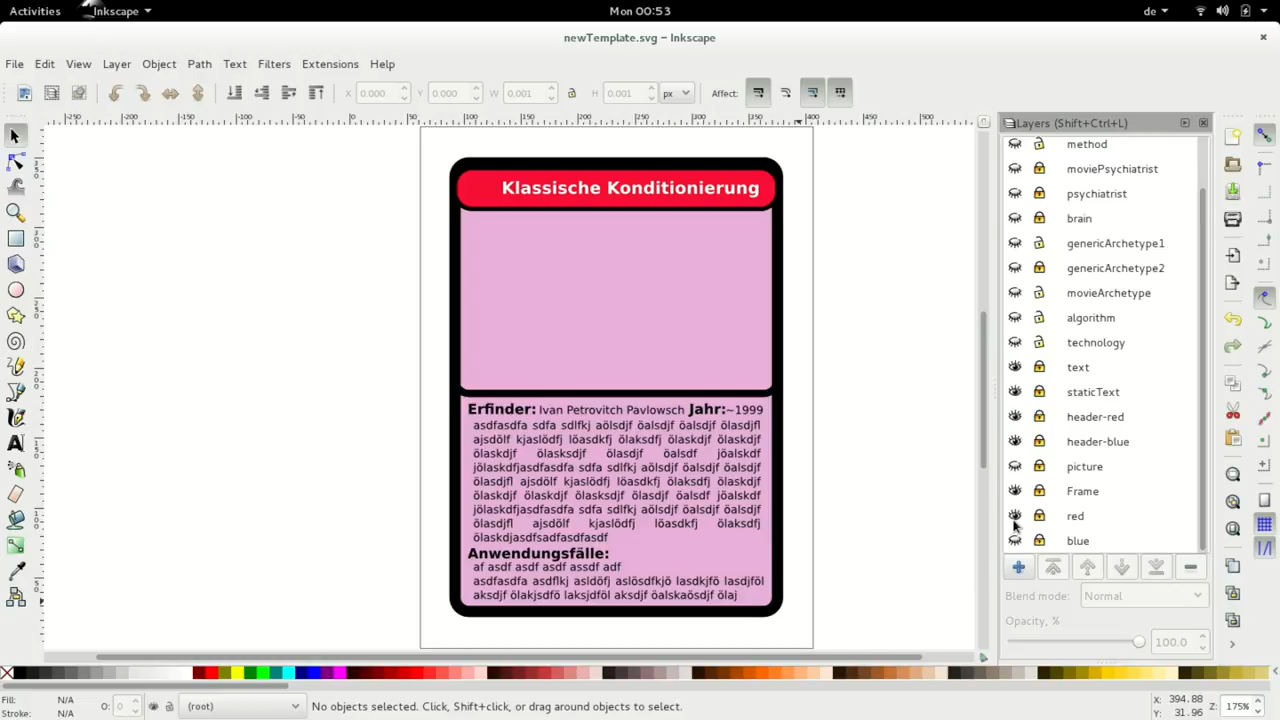 Activities Inkscape Mon 00:53 de
newTemplate.svg – Inkscape
File Edit View Layer Object Path Text Filters Extensions Help
X 0.000 Y 0.000 W 0.001 H 0.001 px Affect:
Layers (Shift+Ctrl+L)
method
moviePsychiatrist
psychiatrist
brain
genericArchetype1
genericArchetype2
movieArchetype
algorithm
technology
text
staticText
header-red
header-blue
picture
Frame
red
blue
Blend mode: Normal
Opacity, % 100.0
Klassische Konditionierung
Erfinder: Ivan Petrovitch Pavlowsch Jahr:~1999
asdfasdfa sdfa sdlfkj aölsdjf öalsdjf öalsdjf ölasdjfl
ajsdölf kjaslödfj löasdkfj ölaksdfj ölaskdjf ölaskdjf
ölaskdjf ölasksdjf ölasdjf öalsdf jöalskdf
jölaskdfjasdfasdfa sdfa sdlfkj aölsdjf öalsdjf öalsdjf
ölasdjfl ajsdölf kjaslödfj löasdkfj ölaksdfj ölaskdjf
ölaskdjf ölaskdjf ölasksdjf ölasdjf öalsdf jöalskdf
jölaskdfjasdfasdfa sdfa sdlfkj aölsdjf öalsdjf öalsdjf
ölasdjfl ajsdölf kjaslödfj löasdkfj ölaksdfj
ölaskdjasdfsadfasdfasdf
Anwendungsfälle:
af asdf asdf asdf assdf adf
asdfasdfa asdflkj asldöfj aslösdfkjö lasdkjfö lasdjföl
aksdjf ölakjsdfö laksjdföl aksdjf öalskaösdjf ölaj
Fill: N/A
Stroke: N/A
O: 0 (root) No objects selected. Click, Shift+click, or drag around objects to select.
X: 394.88
Y: 31.96
Z: 175%